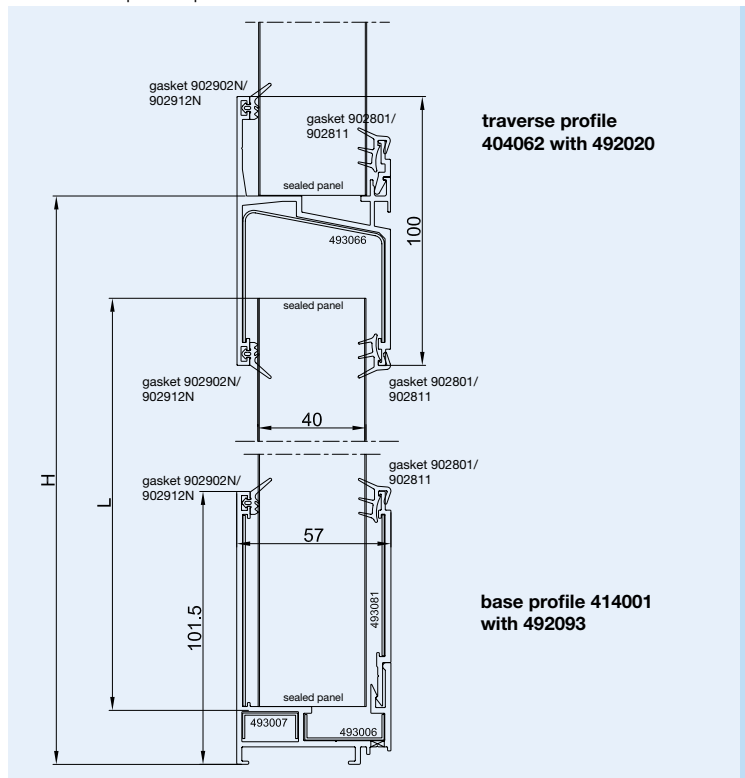 gasket 902902N/
902912N
gasket 902801/
902811
traverse profile
404062 with 492020
sealed panel
493066
100
sealed panel
gasket 902902N/
902912N
gasket 902801/
902811
40
H
L
gasket 902902N/
902912N
gasket 902801/
902811
57
101.5
493081
base profile 414001
with 492093
sealed panel
493007
493006